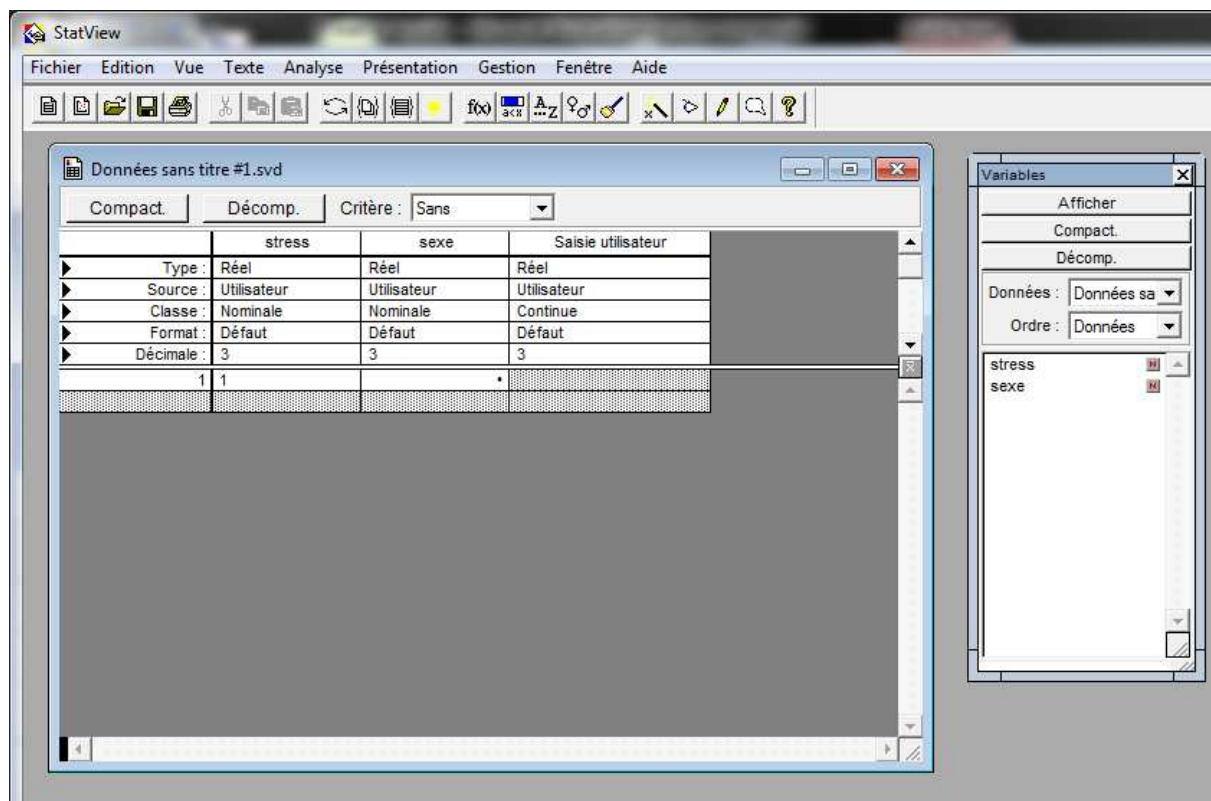 StatView
Fichier Edition Vue Texte Analyse Présentation Gestion Fenêtre Aide
f(x) a<x A...Z ?
Données sans titre #1.svd
Compact. Décomp. Critère : Sans
stress sexe Saisie utilisateur
Type : Réel Réel Réel
Source : Utilisateur Utilisateur Utilisateur
Classe : Nominale Nominale Continue
Format : Défaut Défaut Défaut
Décimale : 3 3 3
1 1 •
Variables
Afficher
Compact.
Décomp.
Données : Données sa
Ordre : Données
stress N
sexe N